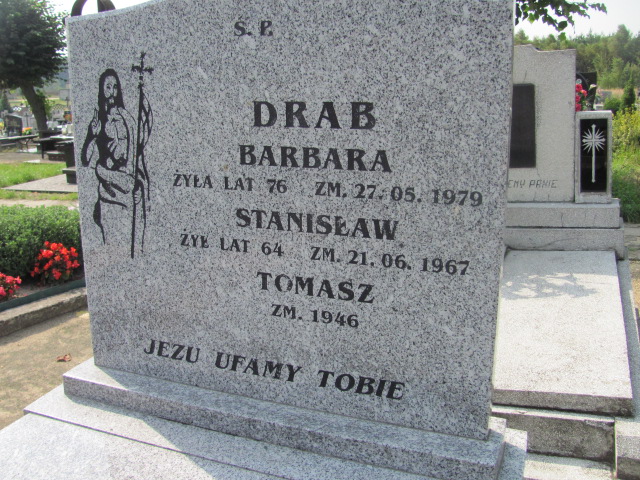 Ś. P.
DRAB
BARBARA
ŻYŁA LAT 76 ZM. 27. 05. 1979
STANISŁAW
ŻYŁ LAT 64 ZM. 21. 06. 1967
TOMASZ
ZM. 1946
JEZU UFAMY TOBIE
PANIE